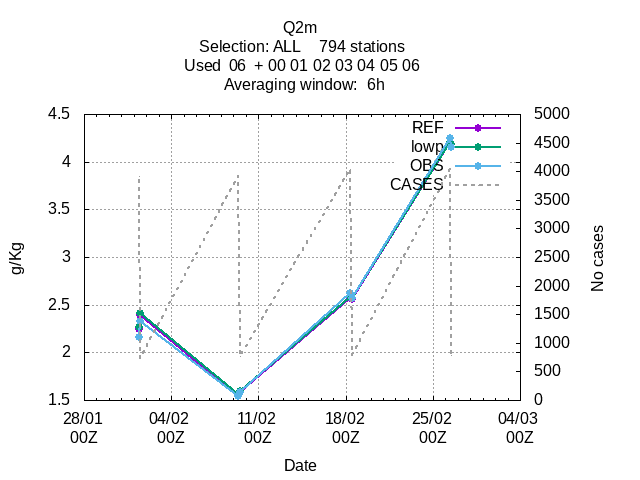 Q2m
Selection: ALL    794 stations
Used  06  + 00 01 02 03 04 05 06
Averaging window:  6h
4.5
4
3.5
3
2.5
2
1.5
g/Kg
5000
4500
4000
3500
3000
2500
2000
1500
1000
500
0
No cases
REF
lowp
OBS
CASES
28/01 04/02 11/02 18/02 25/02 04/03
00Z 00Z 00Z 00Z 00Z 00Z
Date